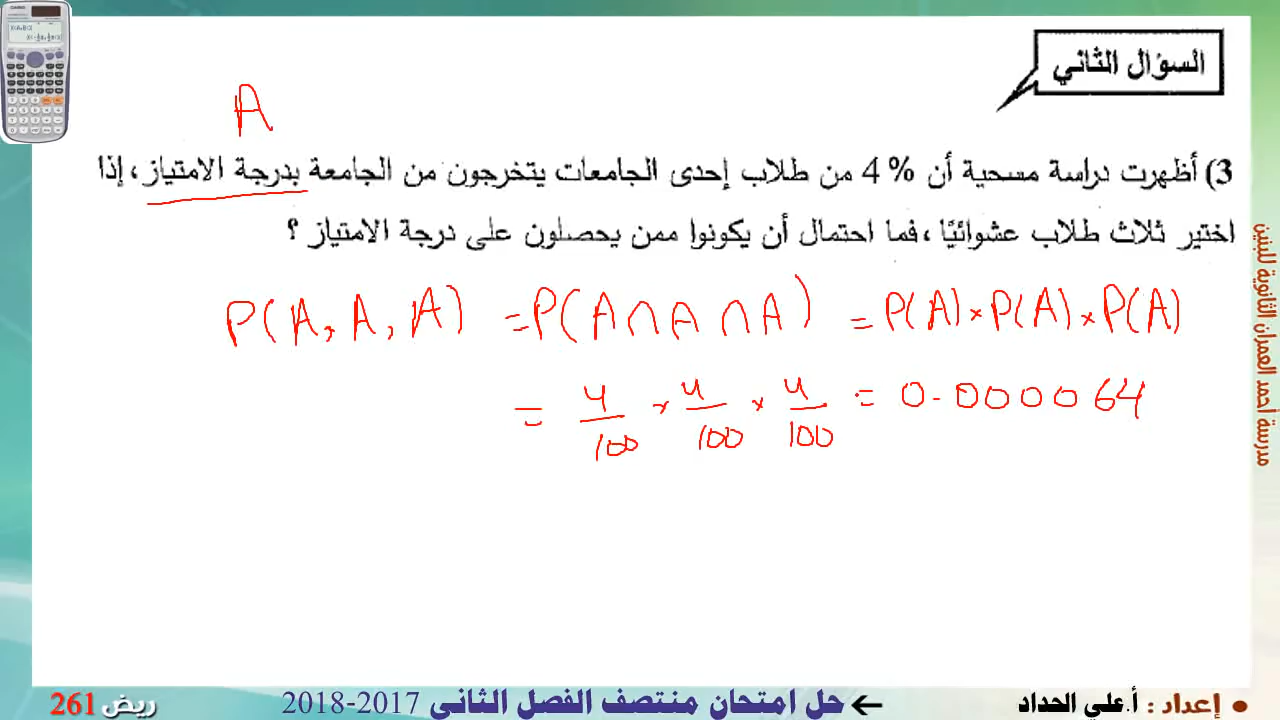 السؤال الثاني
A
3) أظهرت دراسة مسحية أن 4% من طلاب إحدى الجامعات يتخرجون من الجامعة بدرجة الامتياز، إذا
اختير ثلاث طلاب عشوائيًا، فما احتمال أن يكونوا ممن يحصلون على درجة الامتياز؟
P(A, A, A) = P(A∩A∩A) = P(A)×P(A)×P(A)
= 4/100 × 4/100 × 4/100 = 0.000064
مدرسة أحمد العمران الثانوية للبنين
إعداد: أ.علي الحداد ← حل امتحان منتصف الفصل الثاني 2017-2018 ريض 261